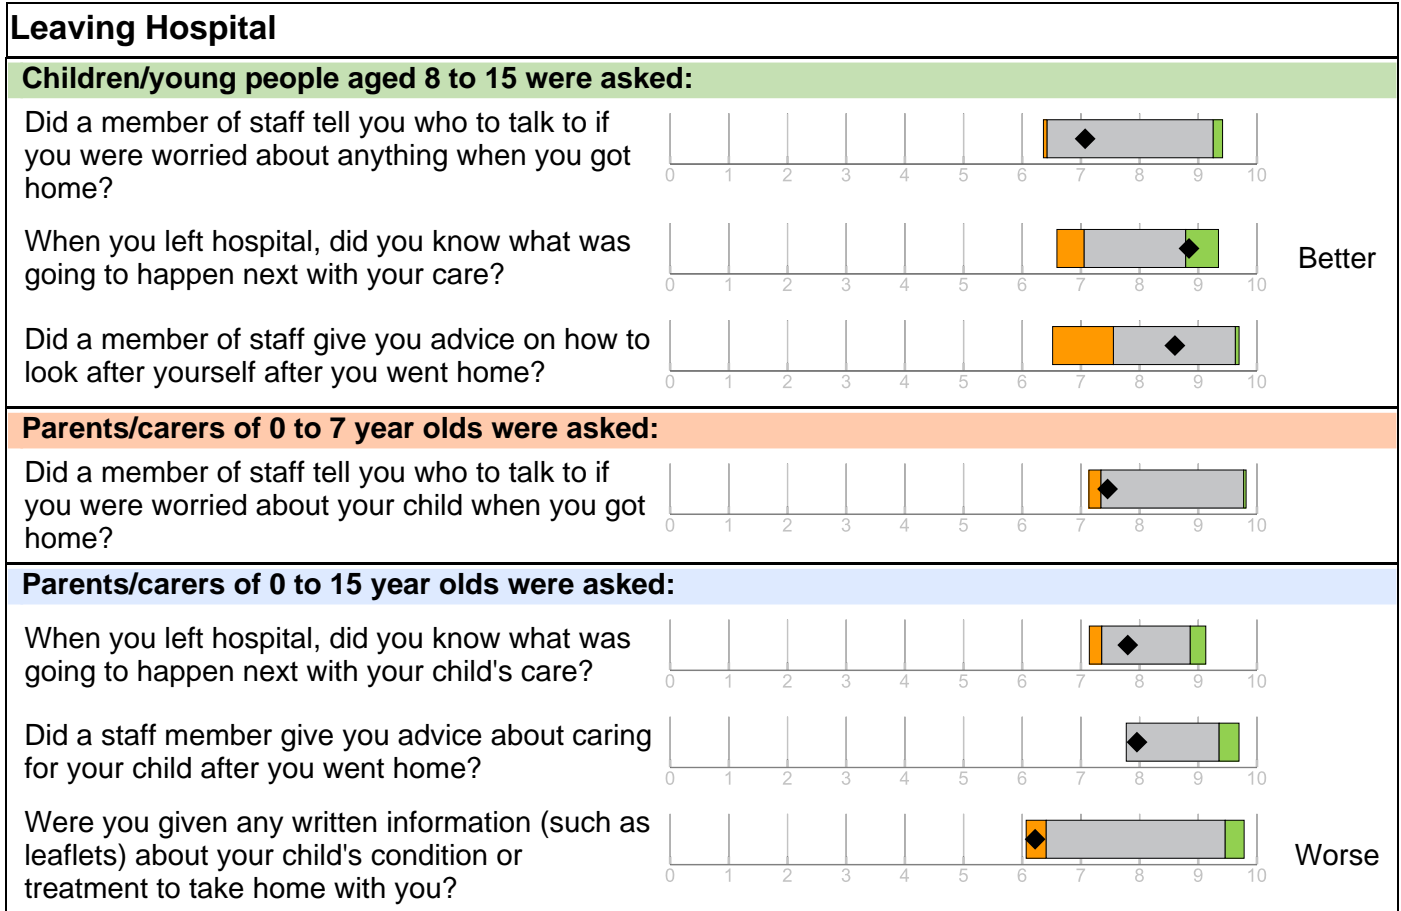 Leaving Hospital
Children/young people aged 8 to 15 were asked:
Did a member of staff tell you who to talk to if
you were worried about anything when you got
home?
0 1 2 3 4 5 6 7 8 9 10
When you left hospital, did you know what was
going to happen next with your care?
Better
0 1 2 3 4 5 6 7 8 9 10
Did a member of staff give you advice on how to
look after yourself after you went home?
0 1 2 3 4 5 6 7 8 9 10
Parents/carers of 0 to 7 year olds were asked:
Did a member of staff tell you who to talk to if
you were worried about your child when you got
home?
0 1 2 3 4 5 6 7 8 9 10
Parents/carers of 0 to 15 year olds were asked:
When you left hospital, did you know what was
going to happen next with your child's care?
0 1 2 3 4 5 6 7 8 9 10
Did a staff member give you advice about caring
for your child after you went home?
0 1 2 3 4 5 6 7 8 9 10
Were you given any written information (such as
leaflets) about your child's condition or
treatment to take home with you?
Worse
0 1 2 3 4 5 6 7 8 9 10